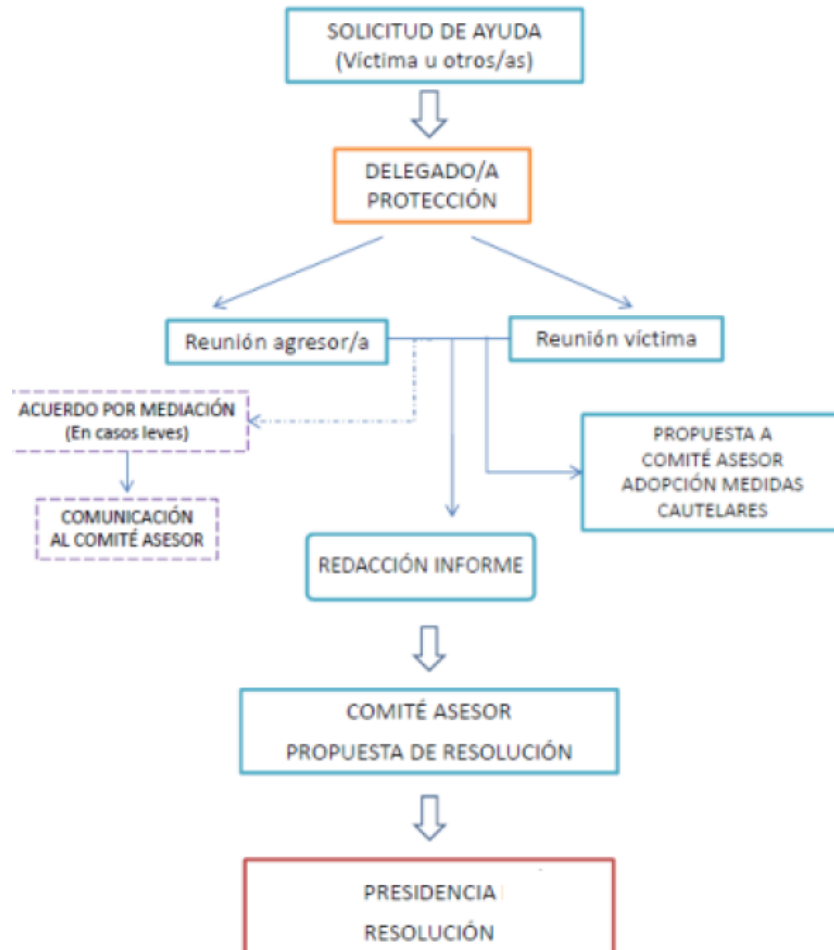 SOLICITUD DE AYUDA
(Víctima u otros/as)
DELEGADO/A
PROTECCIÓN
Reunión agresor/a
Reunión víctima
ACUERDO POR MEDIACIÓN
(En casos leves)
COMUNICACIÓN
AL COMITÉ ASESOR
PROPUESTA A
COMITÉ ASESOR
ADOPCIÓN MEDIDAS
CAUTELARES
REDACCIÓN INFORME
COMITÉ ASESOR
PROPUESTA DE RESOLUCIÓN
PRESIDENCIA
RESOLUCIÓN